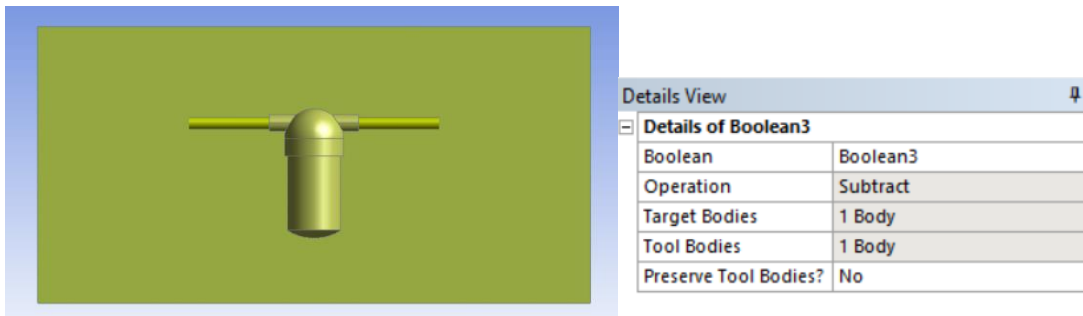 Details View
Details of Boolean3
Boolean Boolean3
Operation Subtract
Target Bodies 1 Body
Tool Bodies 1 Body
Preserve Tool Bodies? No